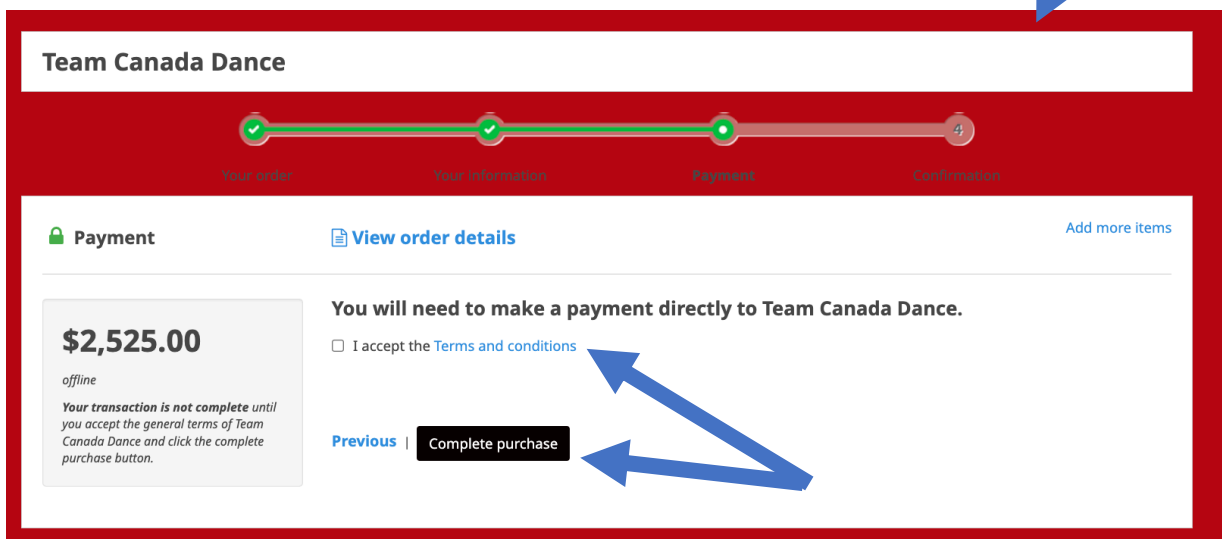 Team Canada Dance
4
Your order Your information Payment Confirmation
Payment View order details Add more items
You will need to make a payment directly to Team Canada Dance.
$2,525.00
I accept the Terms and conditions
offline
Your transaction is not complete until
you accept the general terms of Team
Canada Dance and click the complete
purchase button.
Previous | Complete purchase